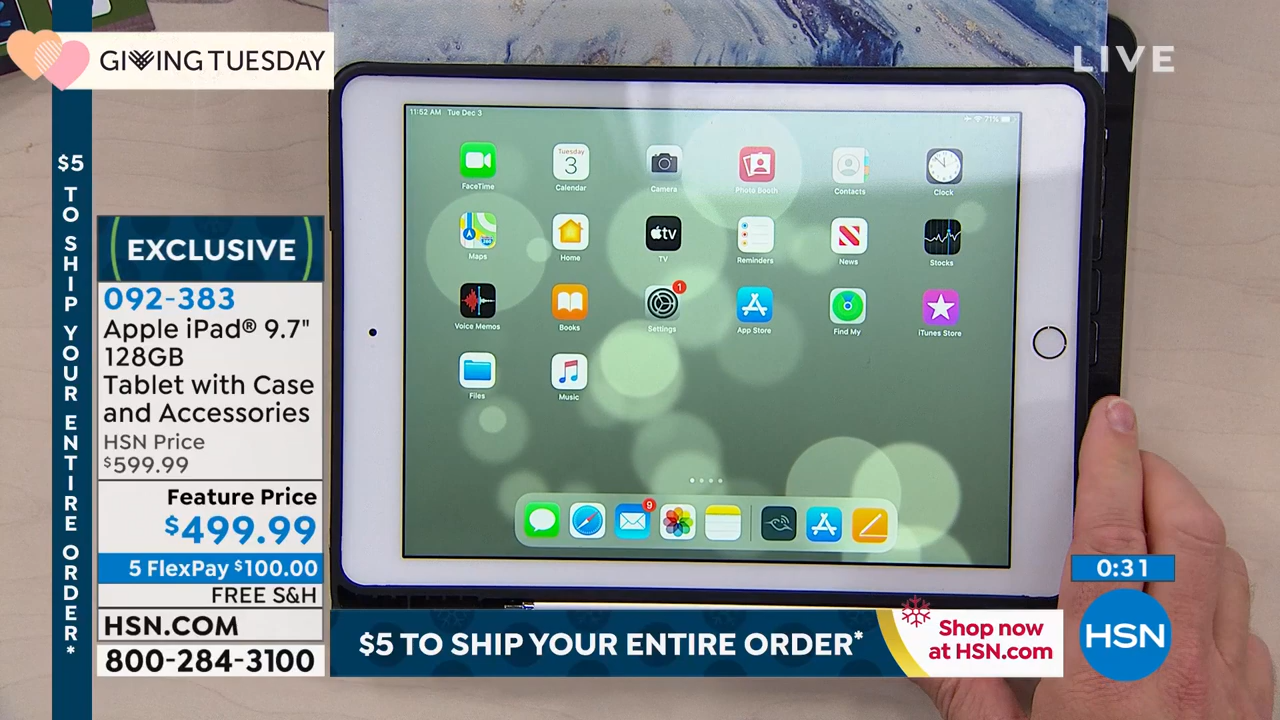 GIVING TUESDAY
LIVE
$5 TO SHIP YOUR ENTIRE ORDER*
EXCLUSIVE
092-383
Apple iPad® 9.7"
128GB
Tablet with Case
and Accessories
HSN Price
$599.99
Feature Price
$499.99
5 FlexPay $100.00
FREE S&H
HSN.COM
800-284-3100
11:52 AM Tue Dec 3
71%
FaceTime
Tuesday
3
Calendar
Camera
Photo Booth
Contacts
Clock
Maps
Home
tv
TV
Reminders
News
Stocks
Voice Memos
Books
1
Settings
App Store
Find My
iTunes Store
Files
Music
9
0:31
$5 TO SHIP YOUR ENTIRE ORDER*
Shop now
at HSN.com
HSN